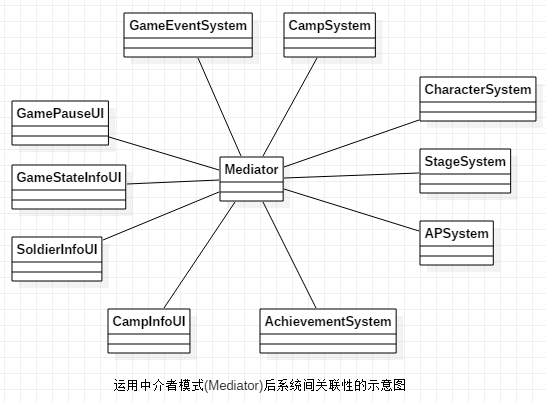 GameEventSystem
CampSystem
CharacterSystem
GamePauseUI
Mediator
StageSystem
GameStateInfoUI
APSystem
SoldierInfoUI
CampInfoUI
AchievementSystem
运用中介者模式(Mediator)后系统间关联性的示意图